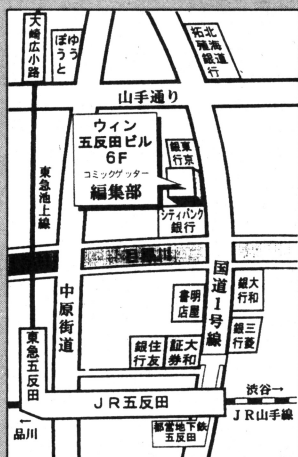 大崎広小路
ゆうぽうと
北海道拓殖銀行
山手通り
ウィン
五反田ビル
6F
コミックゲッター
編集部
東京銀行
シティバンク
銀行
東急池上線
目黒川
中原街道
国道1号線
明屋書店
大和銀行
三菱銀行
住友銀行
大和証券
東急五反田
JR五反田
渋谷→
JR山手線
←
品川
都営地下鉄
五反田